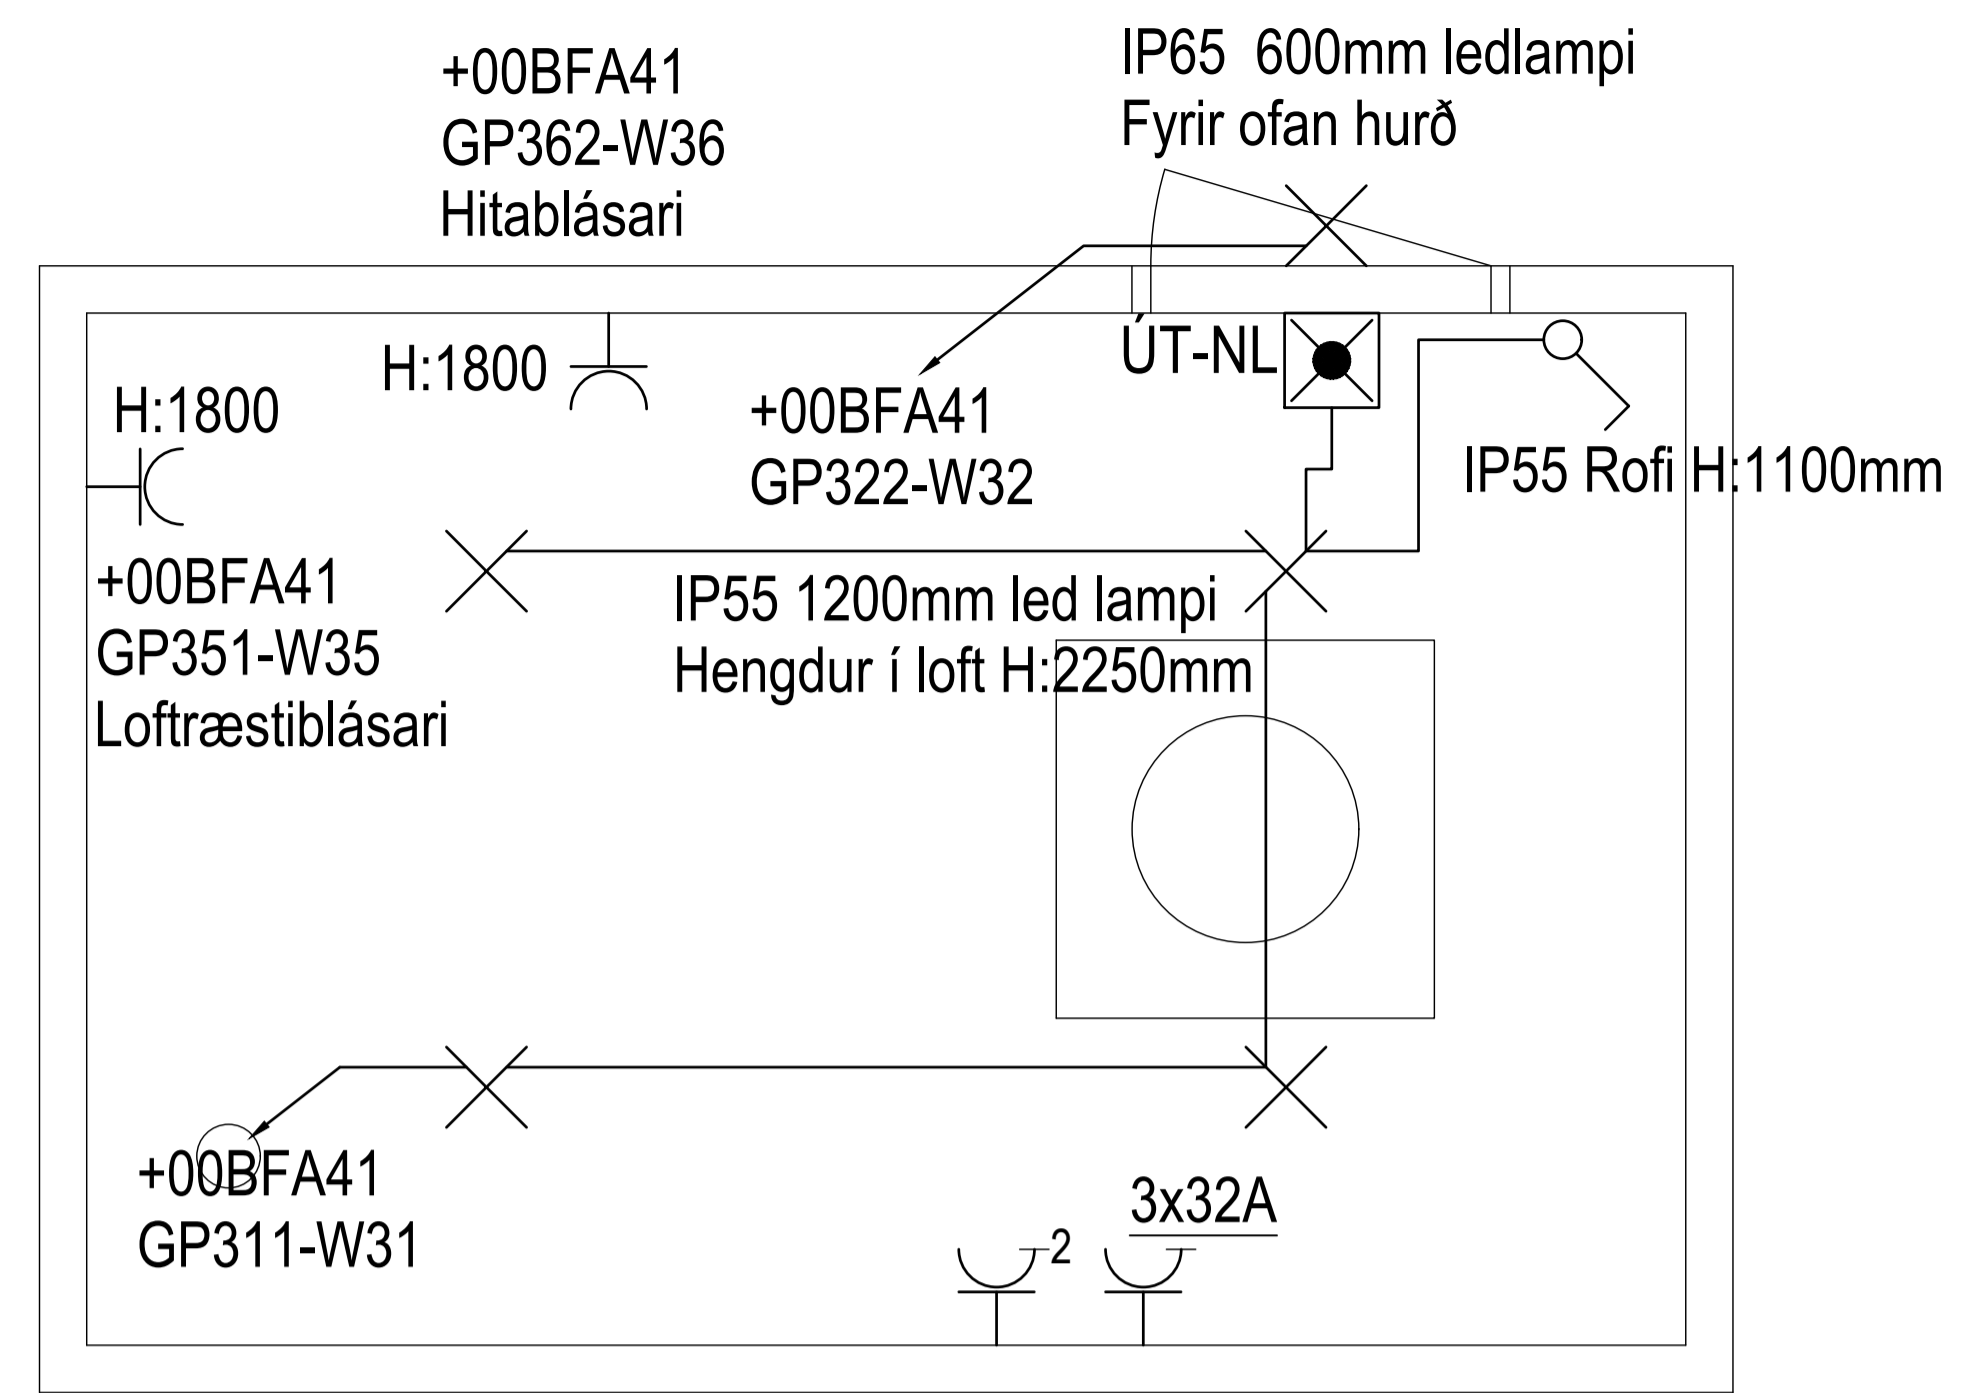 +00BFA41
GP362-W36
Hitablásari
IP65 600mm ledlampi
Fyrir ofan hurð
H:1800
H:1800
ÚT-NL
+00BFA41
GP322-W32
IP55 Rofi H:1100mm
+00BFA41
GP351-W35
Loftræstiblásari
IP55 1200mm led lampi
Hengdur í loft H:2250mm
+00BFA41
GP311-W31
3x32A
2